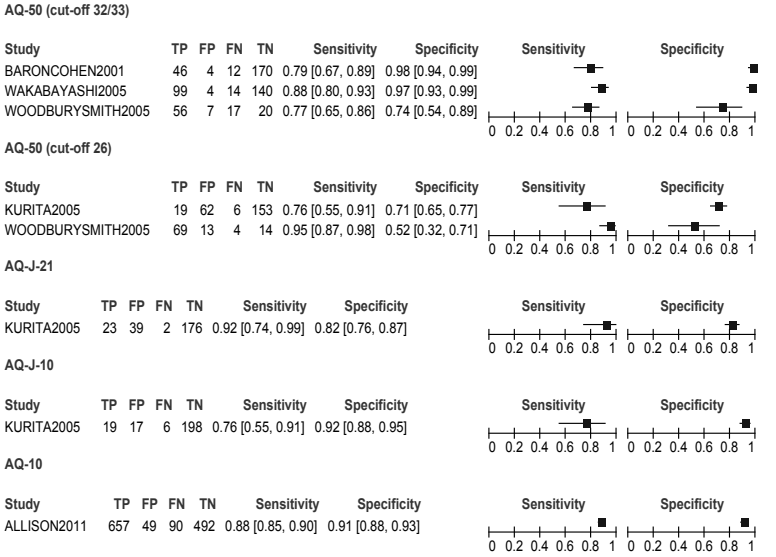 AQ-50 (cut-off 32/33)
Study TP FP FN TN Sensitivity Specificity Sensitivity Specificity
BARONCOHEN2001 46 4 12 170 0.79 [0.67, 0.89] 0.98 [0.94, 0.99]
WAKABAYASHI2005 99 4 14 140 0.88 [0.80, 0.93] 0.97 [0.93, 0.99]
WOODBURYSMITH2005 56 7 17 20 0.77 [0.65, 0.86] 0.74 [0.54, 0.89]
0 0.2 0.4 0.6 0.8 1 0 0.2 0.4 0.6 0.8 1
AQ-50 (cut-off 26)
Study TP FP FN TN Sensitivity Specificity Sensitivity Specificity
KURITA2005 19 62 6 153 0.76 [0.55, 0.91] 0.71 [0.65, 0.77]
WOODBURYSMITH2005 69 13 4 14 0.95 [0.87, 0.98] 0.52 [0.32, 0.71]
0 0.2 0.4 0.6 0.8 1 0 0.2 0.4 0.6 0.8 1
AQ-J-21
Study TP FP FN TN Sensitivity Specificity Sensitivity Specificity
KURITA2005 23 39 2 176 0.92 [0.74, 0.99] 0.82 [0.76, 0.87]
0 0.2 0.4 0.6 0.8 1 0 0.2 0.4 0.6 0.8 1
AQ-J-10
Study TP FP FN TN Sensitivity Specificity Sensitivity Specificity
KURITA2005 19 17 6 198 0.76 [0.55, 0.91] 0.92 [0.88, 0.95]
0 0.2 0.4 0.6 0.8 1 0 0.2 0.4 0.6 0.8 1
AQ-10
Study TP FP FN TN Sensitivity Specificity Sensitivity Specificity
ALLISON2011 657 49 90 492 0.88 [0.85, 0.90] 0.91 [0.88, 0.93]
0 0.2 0.4 0.6 0.8 1 0 0.2 0.4 0.6 0.8 1